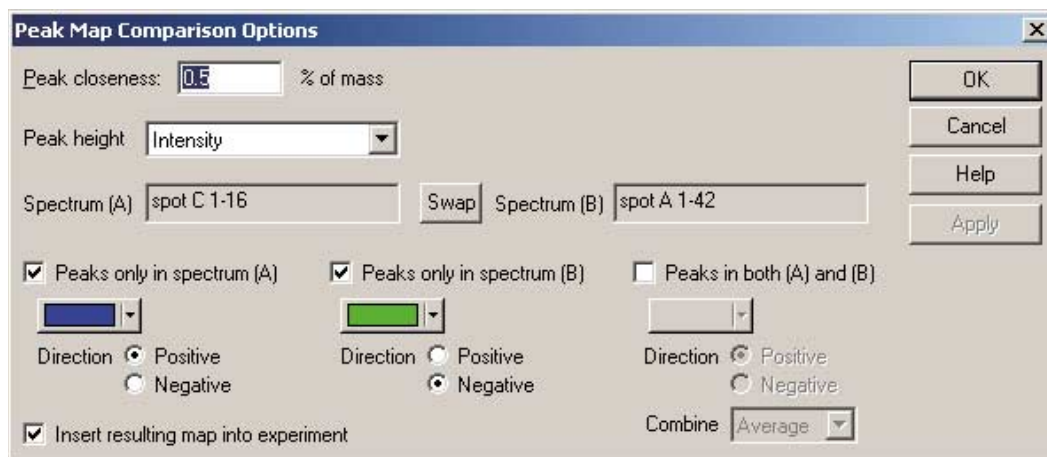 Peak Map Comparison Options
Peak closeness: 0.5 % of mass
OK
Peak height Intensity
Cancel
Help
Spectrum (A) spot C 1-16 Swap Spectrum (B) spot A 1-42
Apply
Peaks only in spectrum (A) Peaks only in spectrum (B) Peaks in both (A) and (B)
Direction Positive Direction Positive Direction Positive
Negative Negative Negative
Insert resulting map into experiment Combine Average